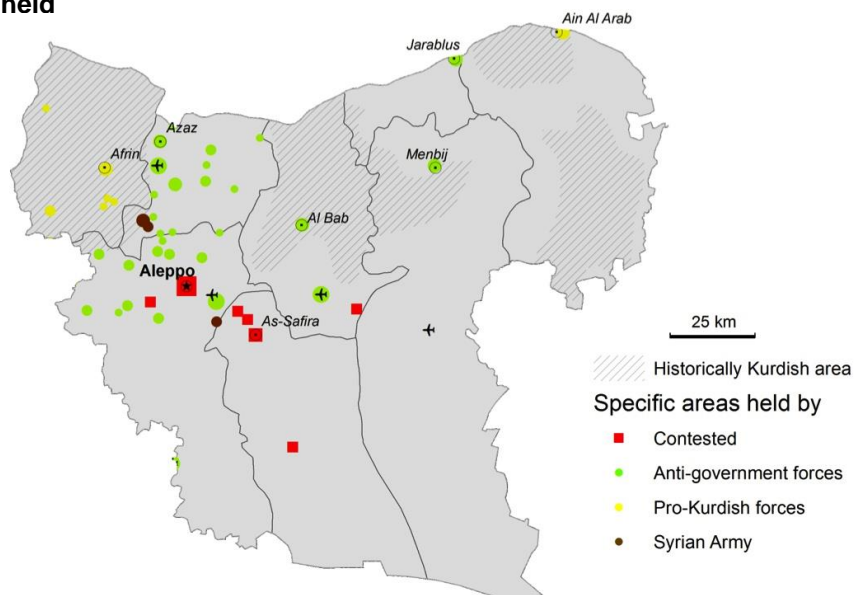 held
Ain Al Arab
Jarablus
Azaz
Afrin
Menbij
Al Bab
Aleppo
As-Safira
25 km
Historically Kurdish area
Specific areas held by
Contested
Anti-government forces
Pro-Kurdish forces
Syrian Army